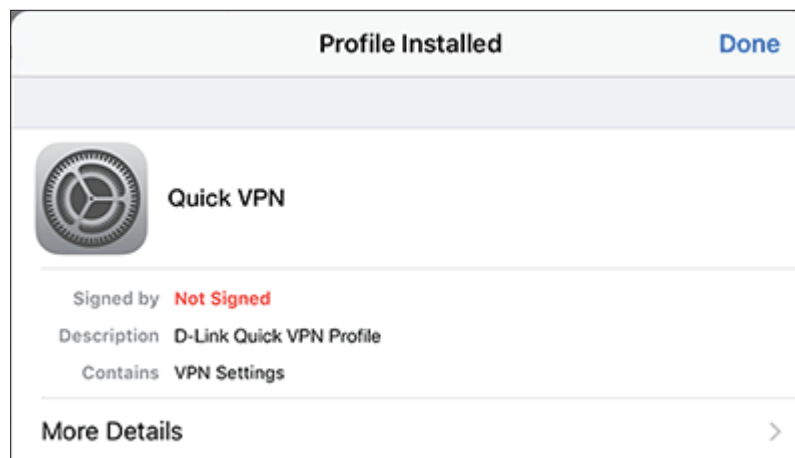 Profile Installed Done
Quick VPN
Signed by Not Signed
Description D-Link Quick VPN Profile
Contains VPN Settings
More Details